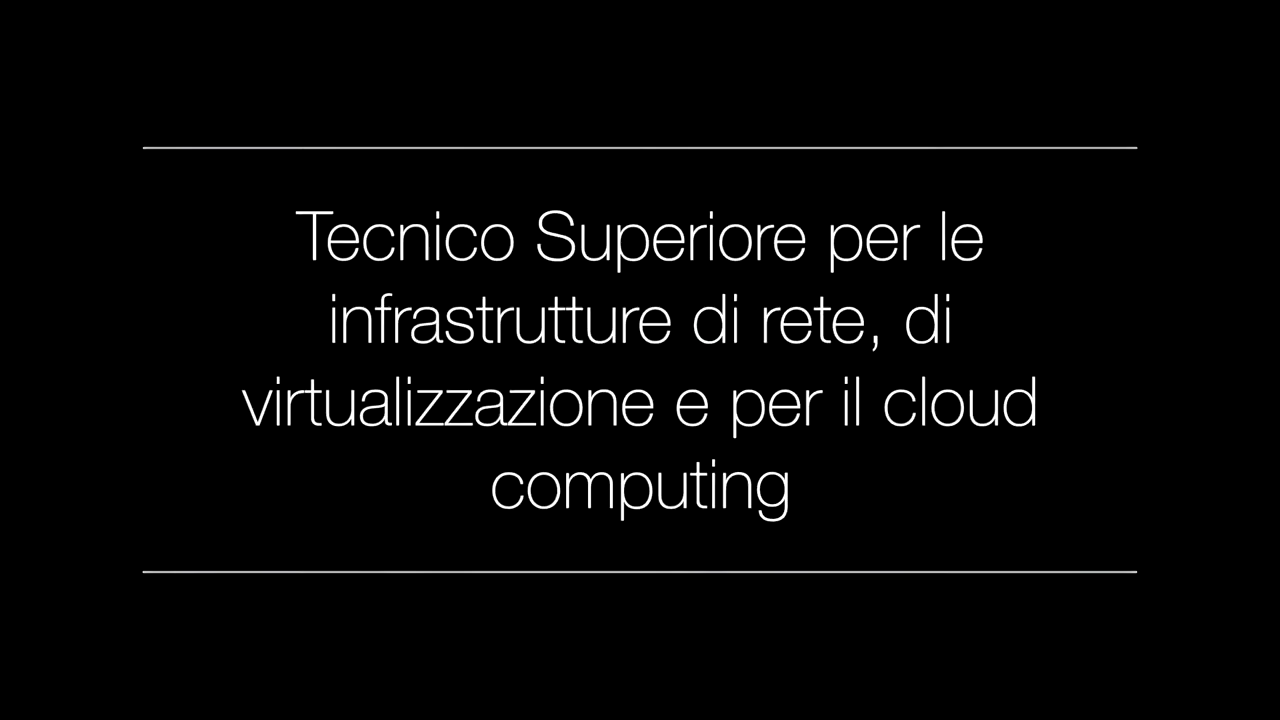 Tecnico Superiore per le
infrastrutture di rete, di
virtualizzazione e per il cloud
computing